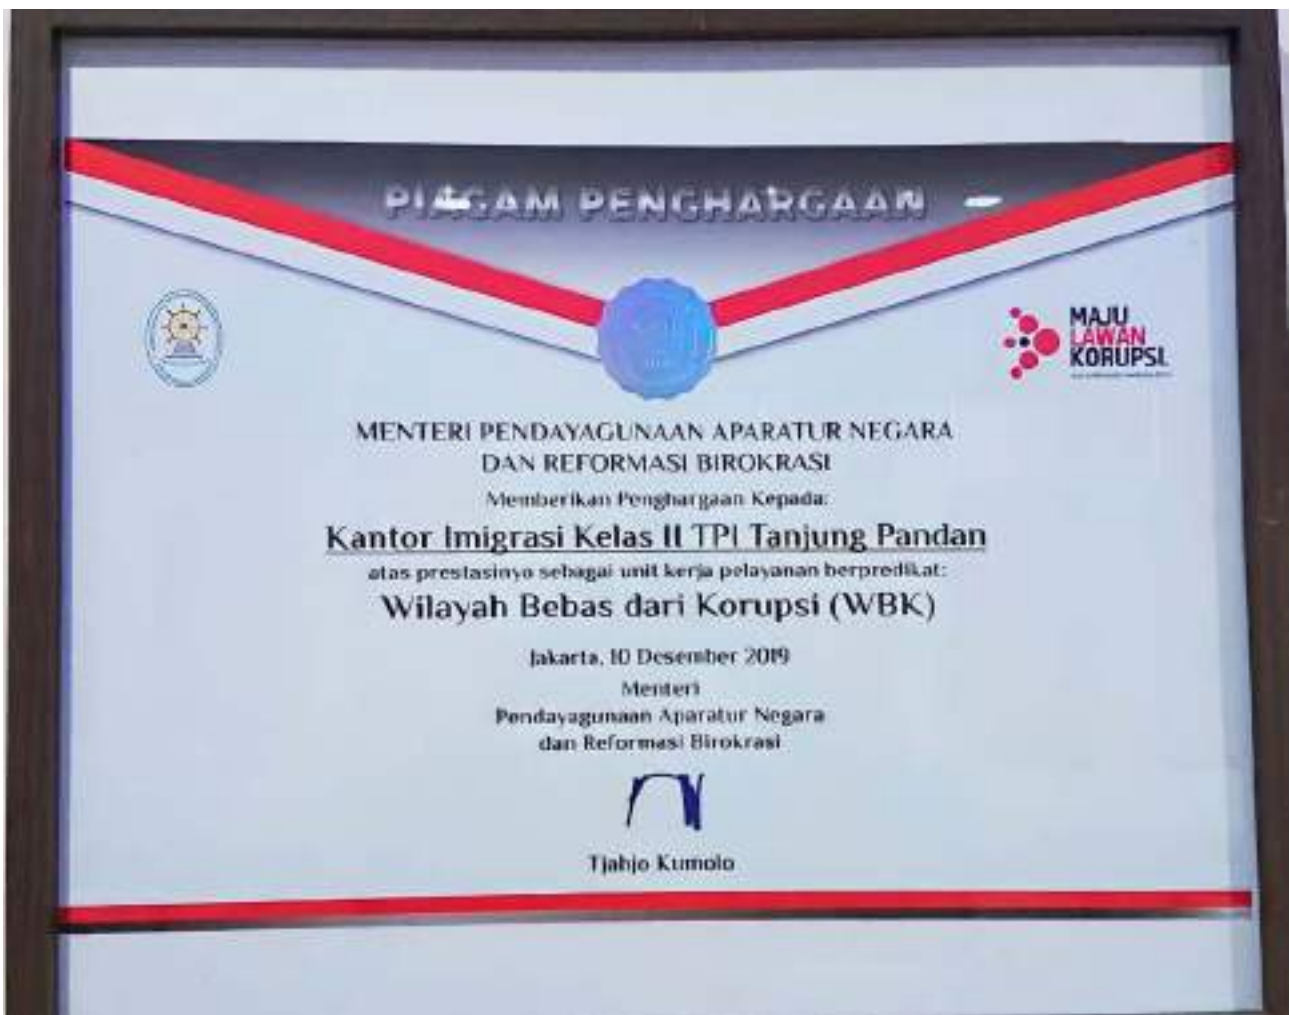 PIAGAM PENGHARGAAN
MAJU
LAWAN
KORUPSI.
MENTERI PENDAYAGUNAAN APARATUR NEGARA
DAN REFORMASI BIROKRASI
Memberikan Penghargaan Kepada:
Kantor Imigrasi Kelas II TPI Tanjung Pandan
atas prestasinya sebagai unit kerja pelayanan berpredikat:
Wilayah Bebas dari Korupsi (WBK)
Jakarta, 10 Desember 2019
Menteri
Pendayagunaan Aparatur Negara
dan Reformasi Birokrasi
Tjahjo Kumolo